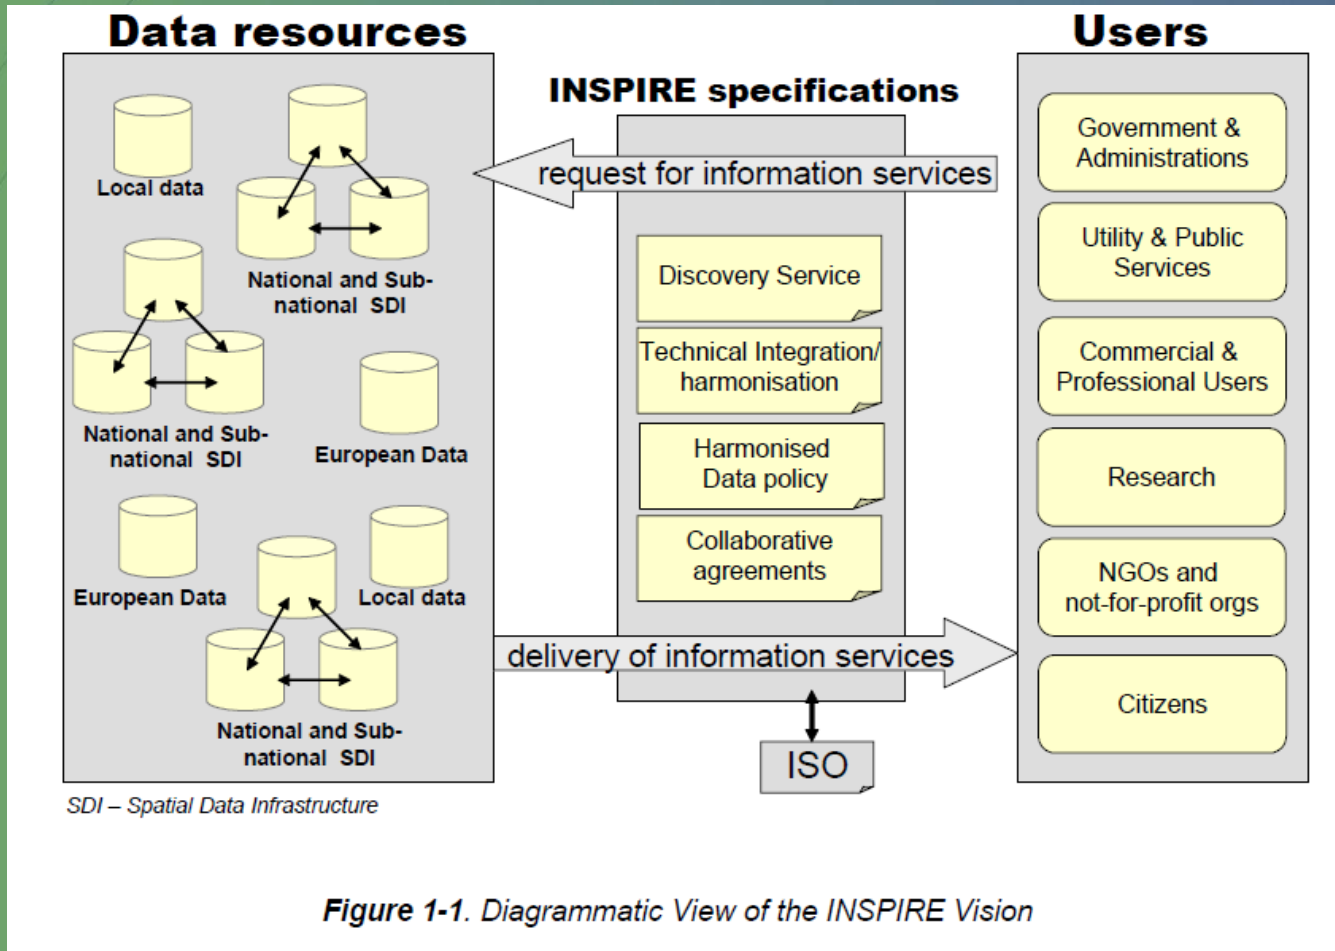 Data resources
Local data
National and Sub-
national SDI
National and Sub-
national SDI
European Data
European Data
Local data
National and Sub-
national SDI
SDI – Spatial Data Infrastructure
INSPIRE specifications
request for information services
Discovery Service
Technical Integration/
harmonisation
Harmonised
Data policy
Collaborative
agreements
delivery of information services
ISO
Users
Government &
Administrations
Utility & Public
Services
Commercial &
Professional Users
Research
NGOs and
not-for-profit orgs
Citizens
Figure 1-1. Diagrammatic View of the INSPIRE Vision